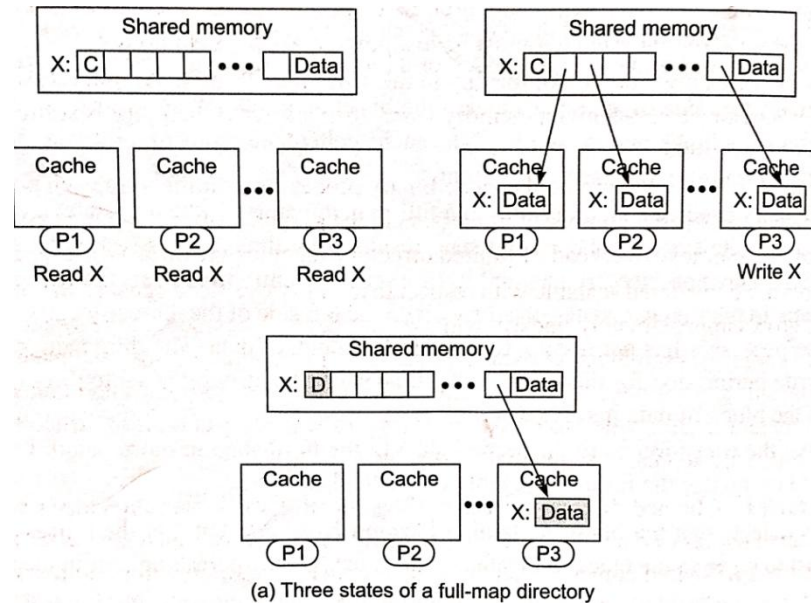 Shared memory
X: C ••• Data
Cache Cache ••• Cache
P1 P2 P3
Read X Read X Read X
Shared memory
X: C ••• Data
Cache Cache ••• Cache
X: Data X: Data X: Data
P1 P2 P3
Write X
Shared memory
X: D ••• Data
Cache Cache ••• Cache
X: Data
P1 P2 P3
(a) Three states of a full-map directory